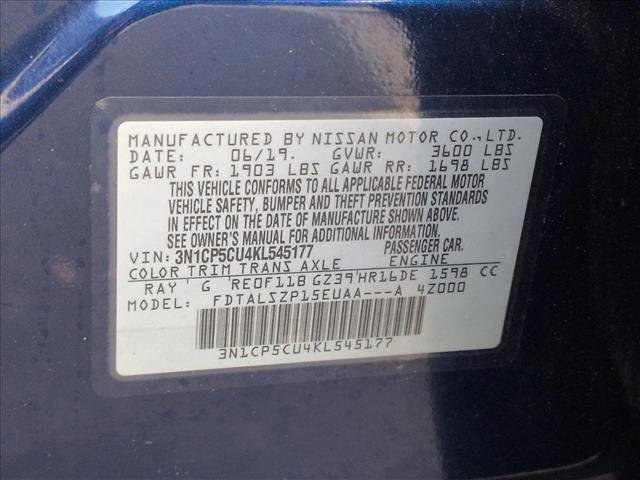 MANUFACTURED BY NISSAN MOTOR CO.,LTD.
DATE: 06/19. GVWR: 3600 LBS
GAWR FR: 1903 LBS GAWR RR: 1698 LBS
THIS VEHICLE CONFORMS TO ALL APPLICABLE FEDERAL MOTOR
VEHICLE SAFETY, BUMPER AND THEFT PREVENTION STANDARDS
IN EFFECT ON THE DATE OF MANUFACTURE SHOWN ABOVE.
SEE OWNER'S MANUAL FOR ADDITIONAL INFORMATION.
VIN: 3N1CP5CU4KL545177 PASSENGER CAR.
COLOR TRIM TRANS AXLE ENGINE
RAY ' G ' RE0F11B GZ39'HR16DE 1598 CC
MODEL: FDTALSZP15EUAA---A 4Z000
3N1CP5CU4KL545177